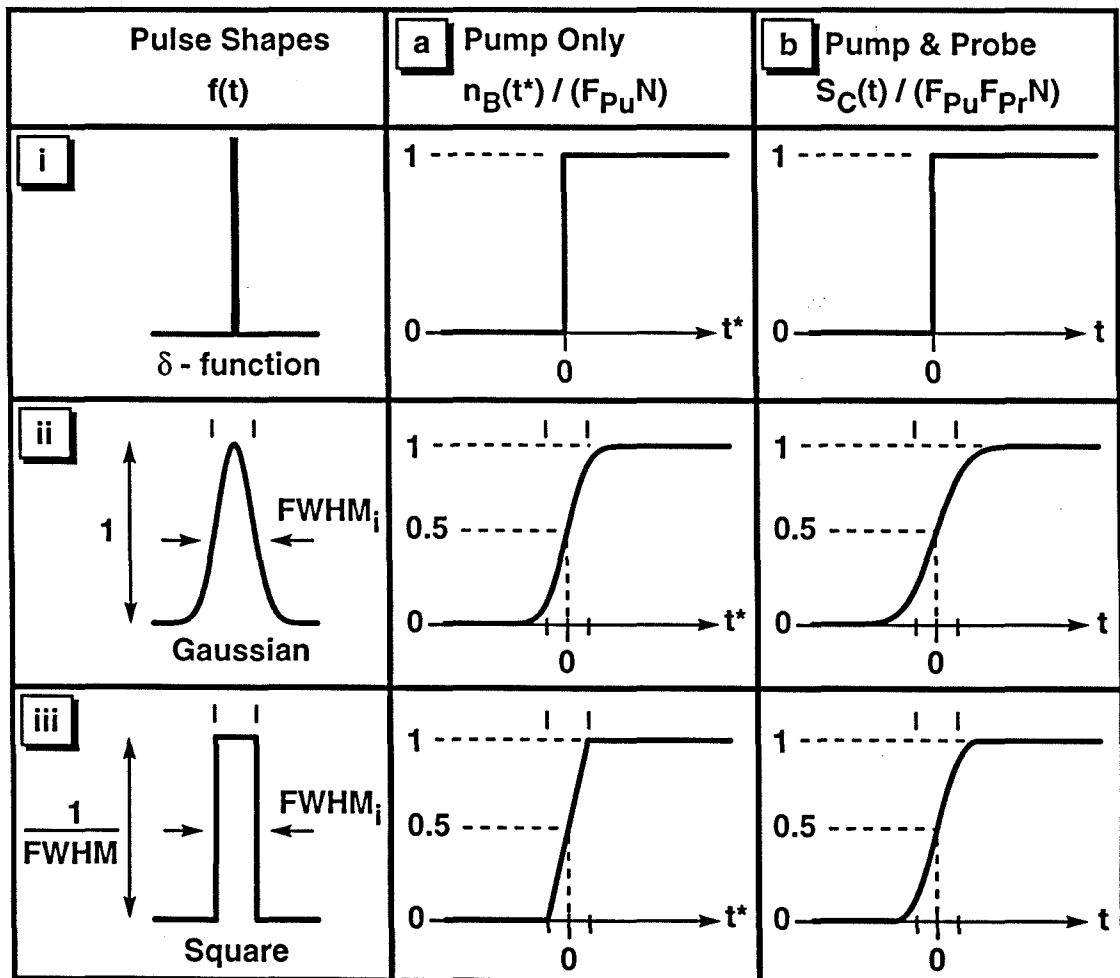 Pulse Shapes
f(t)
a Pump Only
n_B(t*) / (F_Pu N)
b Pump & Probe
S_C(t) / (F_Pu F_Pr N)
i
δ - function
1
0
t*
0
1
0
t
0
ii
1
FWHM_i
Gaussian
1
0.5
0
t*
0
1
0.5
0
t
0
iii
1
FWHM
FWHM_i
Square
1
0.5
0
t*
0
1
0.5
0
t
0